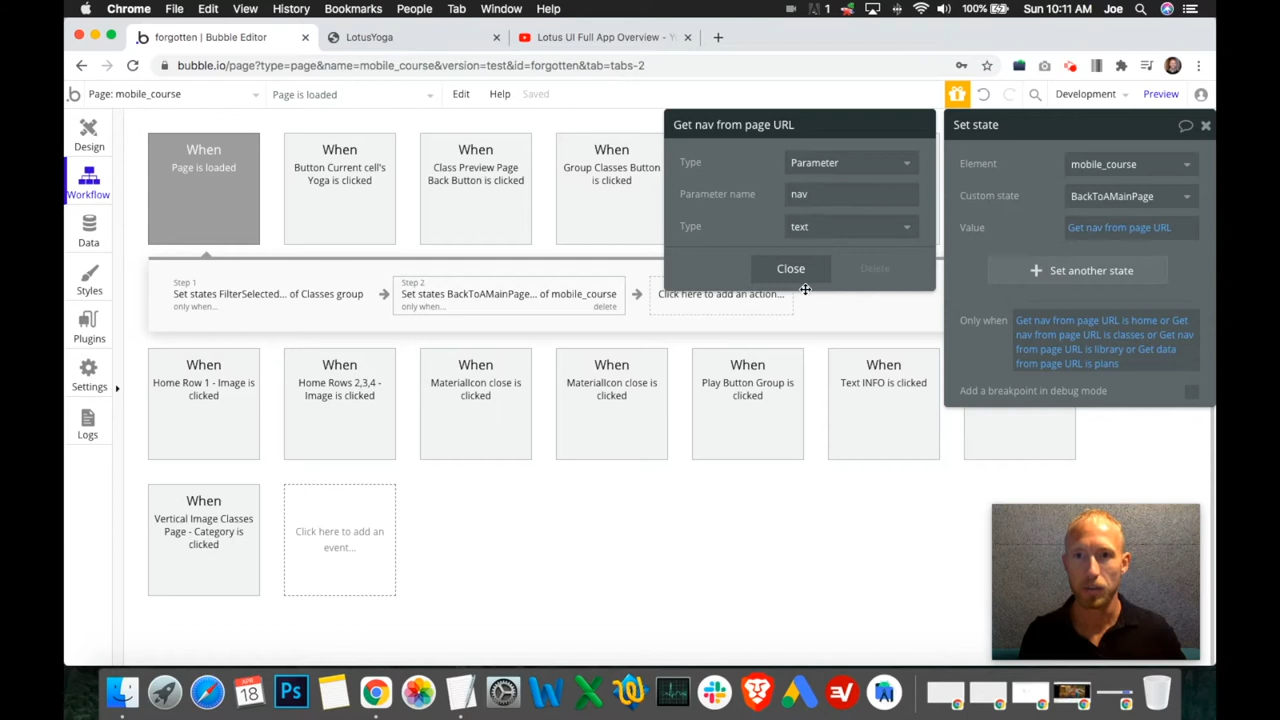 Chrome File Edit View History Bookmarks People Tab Window Help 1 100% Sun 10:11 AM Joe
forgotten | Bubble Editor LotusYoga Lotus UI Full App Overview - Y
bubble.io/page?type=page&name=mobile_course&version=test&id=forgotten&tab=tabs-2
Page: mobile_course Page is loaded Edit Help Saved Development Preview
Design
Workflow
Data
Styles
Plugins
Settings
Logs
When
Page is loaded
When
Button Current cell's
Yoga is clicked
When
Class Preview Page
Back Button is clicked
When
Group Classes Button
is clicked
Get nav from page URL
Type Parameter
Parameter name nav
Type text
Close Delete
Set state
Element mobile_course
Custom state BackToAMainPage
Value Get nav from page URL
Set another state
Only when Get nav from page URL is home or Get
nav from page URL is classes or Get nav
from page URL is library or Get data
from page URL is plans
Add a breakpoint in debug mode
Step 1
Set states FilterSelected... of Classes group
only when...
Step 2
Set states BackToAMainPage... of mobile_course
only when... delete
Click here to add an action...
When
Home Row 1 - Image is
clicked
When
Home Rows 2,3,4 -
Image is clicked
When
MaterialIcon close is
clicked
When
MaterialIcon close is
clicked
When
Play Button Group is
clicked
When
Text INFO is clicked
When
Vertical Image Classes
Page - Category is
clicked
Click here to add an
event...
APR
18
Ps